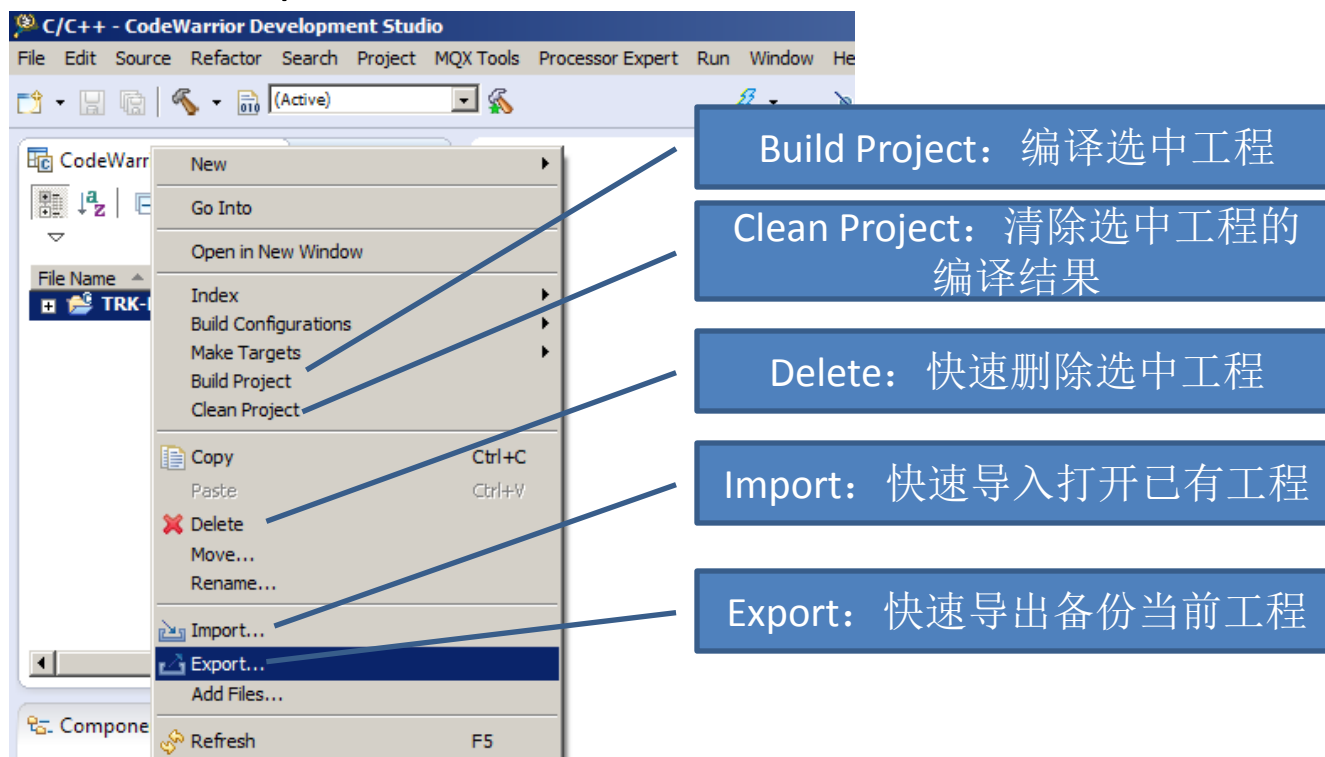 C/C++ - CodeWarrior Development Studio
File Edit Source Refactor Search Project MQX Tools Processor Expert Run Window He
(Active)
CodeWarr
File Name
TRK-
New
Go Into
Open in New Window
Index
Build Configurations
Make Targets
Build Project
Clean Project
Copy Ctrl+C
Paste Ctrl+V
Delete
Move...
Rename...
Import...
Export...
Add Files...
Refresh F5
Compone
Build Project：编译选中工程
Clean Project：清除选中工程的
编译结果
Delete：快速删除选中工程
Import：快速导入打开已有工程
Export：快速导出备份当前工程